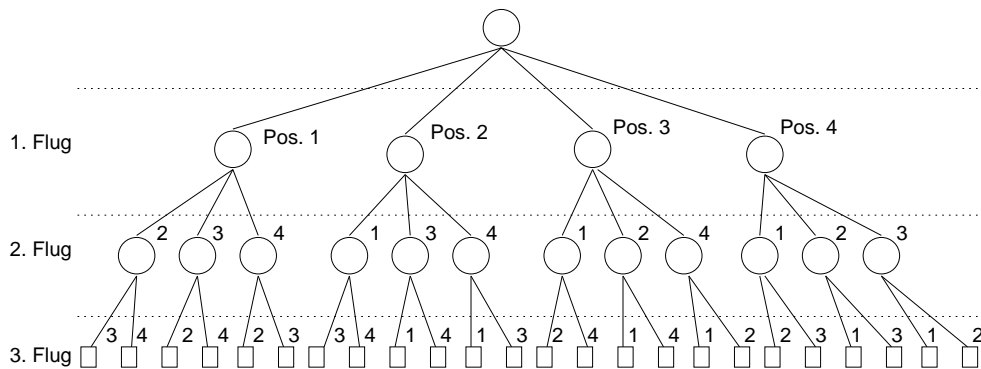 1. Flug Pos. 1 Pos. 2 Pos. 3 Pos. 4
2. Flug 2 3 4 1 3 4 1 2 4 1 2 3
3. Flug 3 4 2 4 2 3 3 4 1 4 1 3 2 4 1 4 1 2 2 3 1 3 1 2